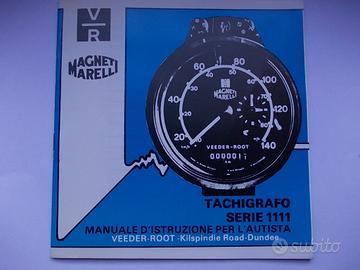 V
R
MAGNETI
MARELLI
MAGNETI
MARELLI
20
40
60
80
100
120
140
VEEDER-ROOT
TACHIGRAFO
SERIE 1111
MANUALE D'ISTRUZIONE PER L'AUTISTA
VEEDER-ROOT -Kilspindie Road-Dundee
subito